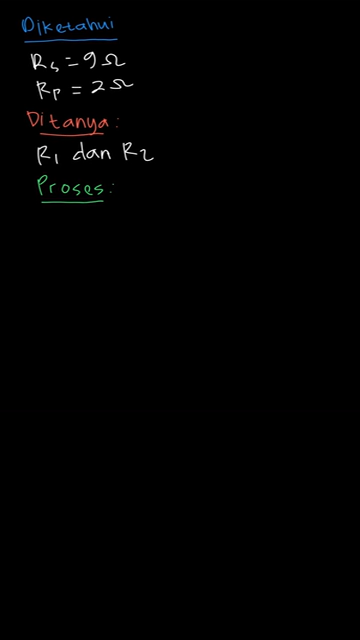 Diketahui
Rs = 9 Ω
Rp = 2 Ω
Ditanya:
R1 dan R2
Proses: